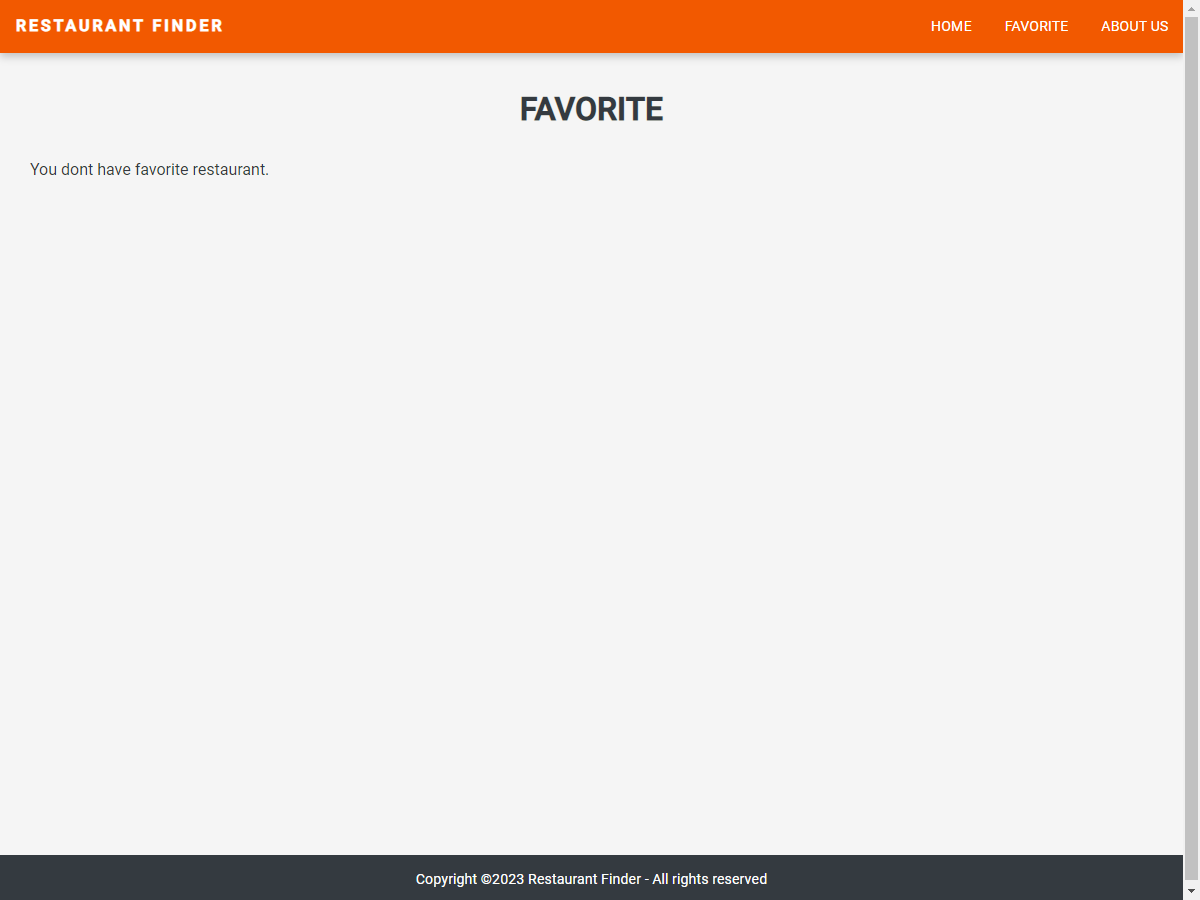 RESTAURANT FINDER
HOME FAVORITE ABOUT US
FAVORITE
You dont have favorite restaurant.
Copyright ©2023 Restaurant Finder - All rights reserved